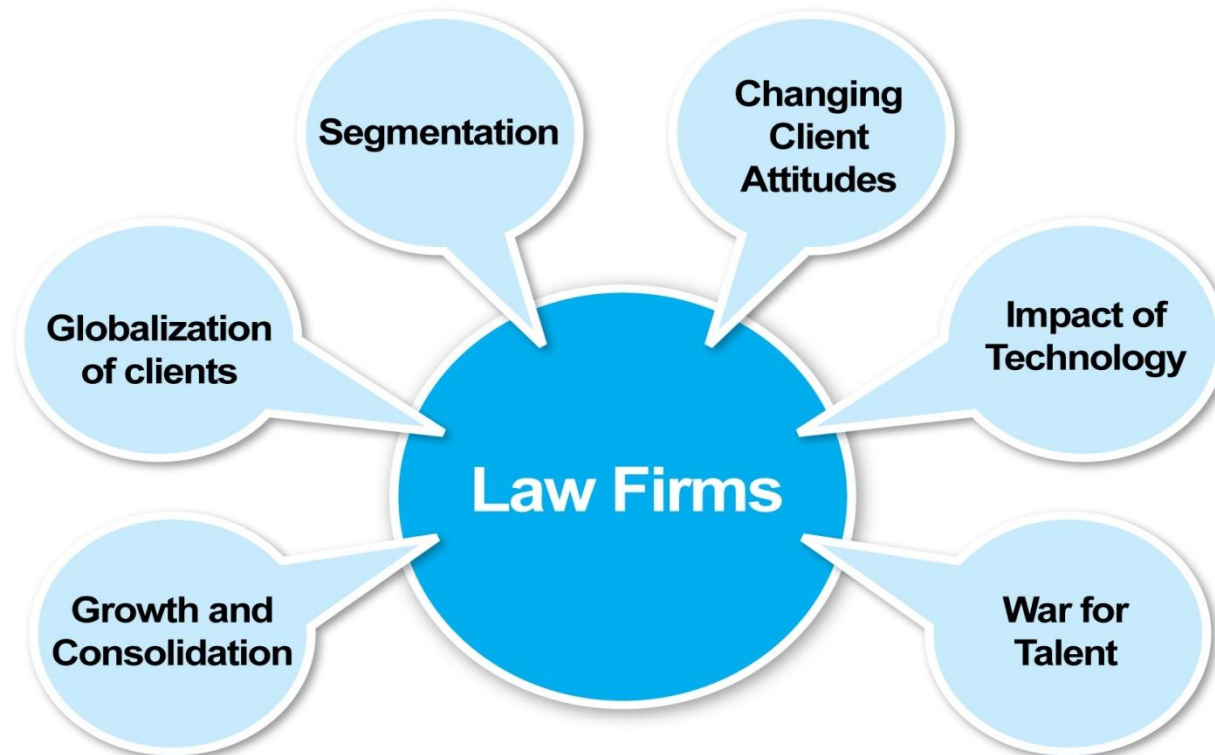 Segmentation
Changing
Client
Attitudes
Globalization
of clients
Impact of
Technology
Law Firms
Growth and
Consolidation
War for
Talent